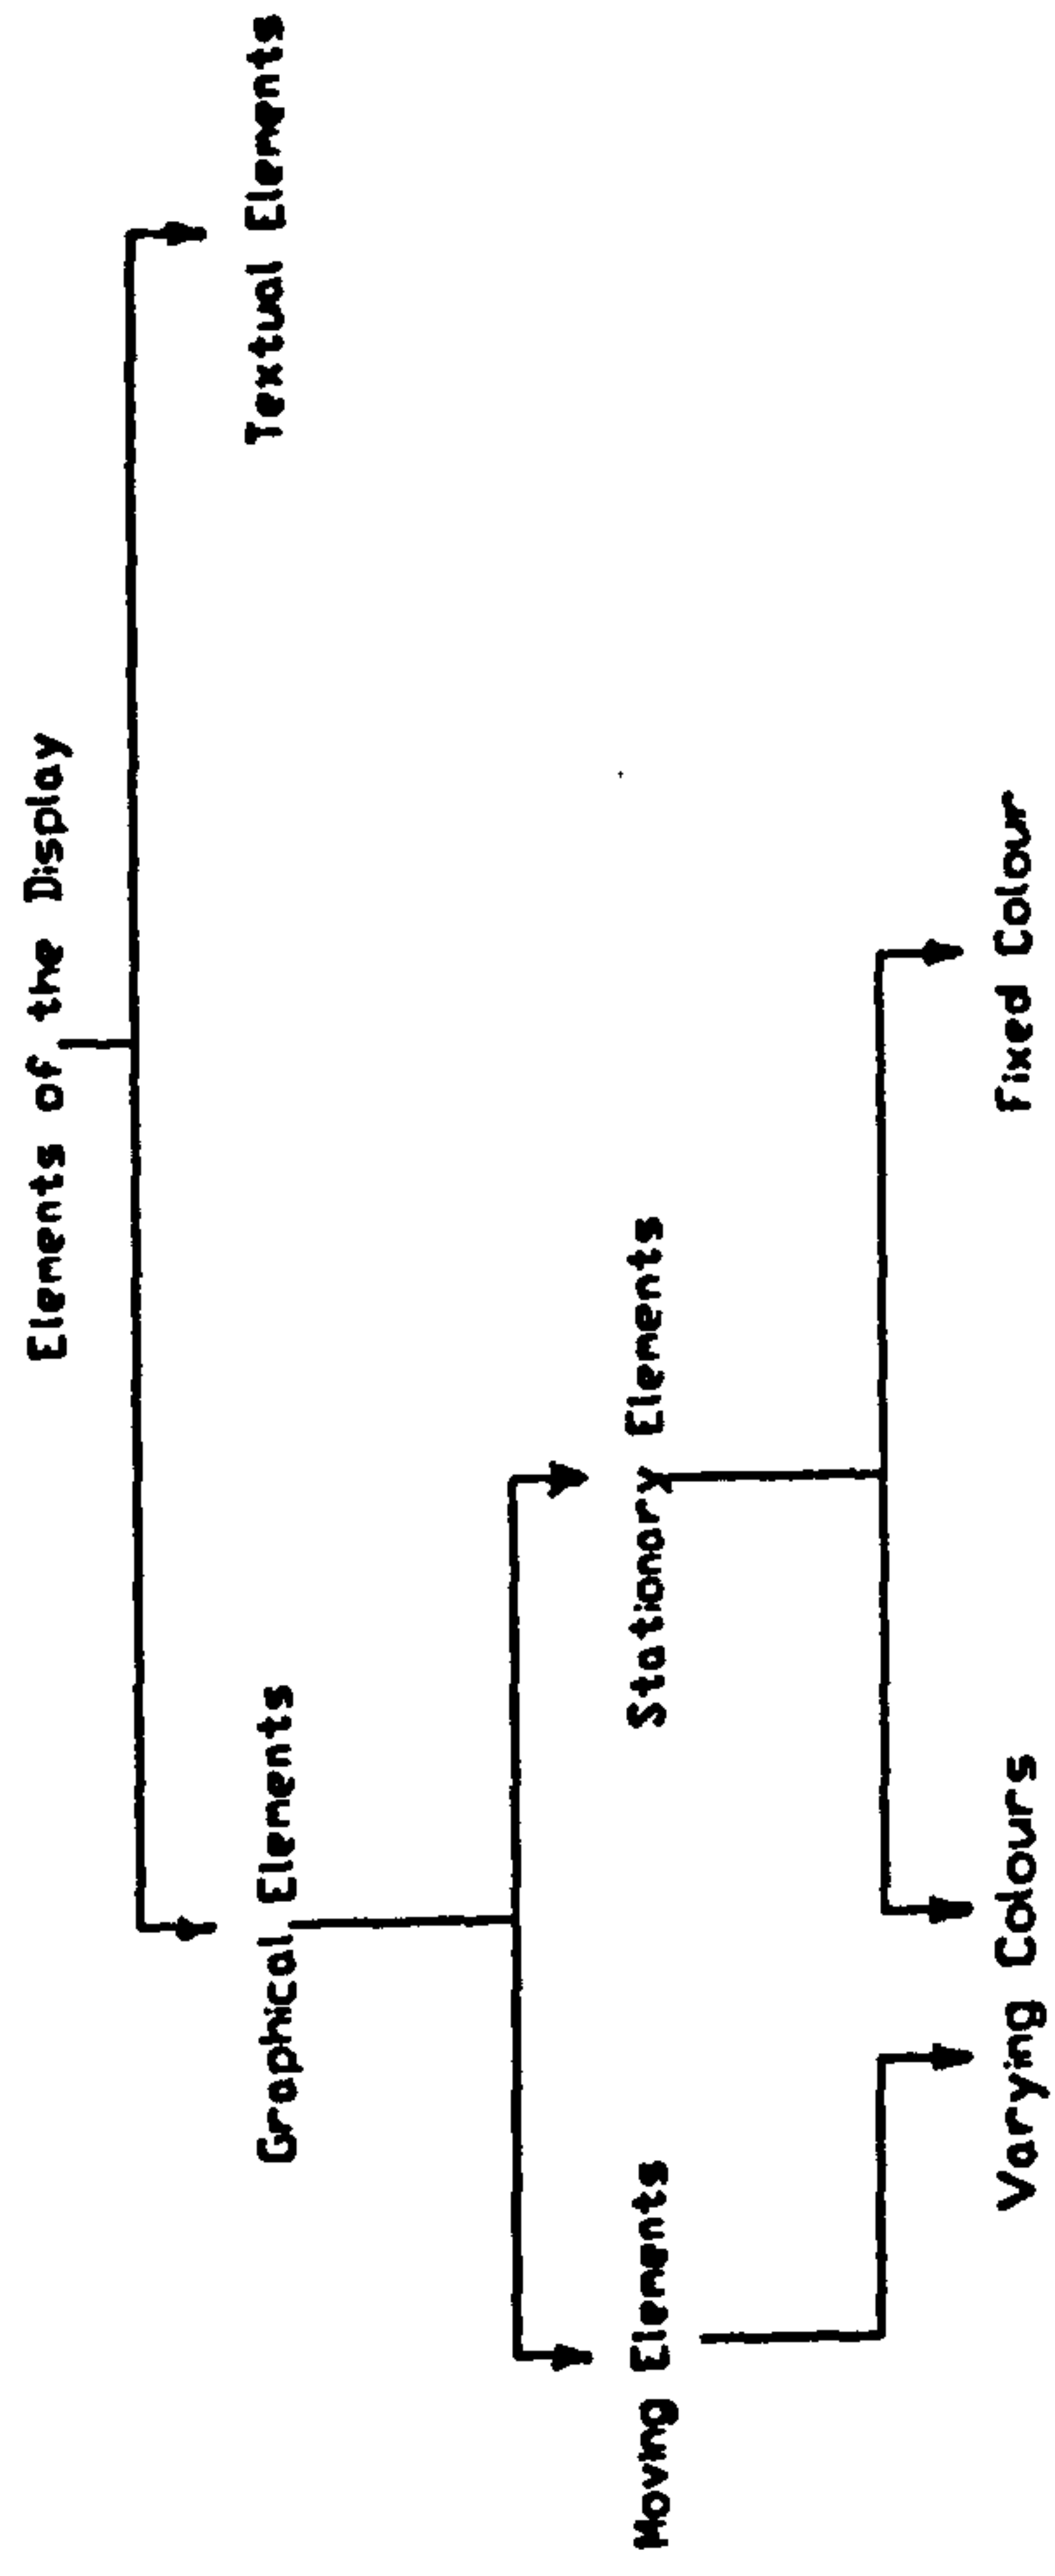 Elements of the Display
Graphical Elements
Textual Elements
Moving Elements
Stationary Elements
Varying Colours
Fixed Colour